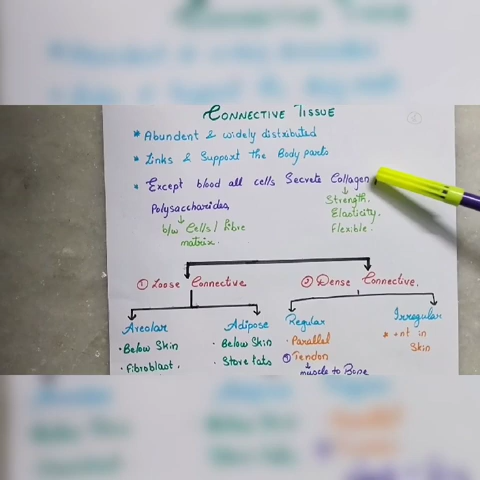 CONNECTIVE TISSUE
* Abundent & widely distributed
* Links & Support the Body parts
* Except blood all cells Secrete Collagen
Polysaccharides
↓
b/w Cells / Fibre
matrix.
↓
Strength.
Elasticity.
Flexible.
① Loose Connective
② Dense Connective.
Areolar
• Below Skin
• Fibroblast.
Adipose
• Below Skin
• Store fats
Regular
• Parallel
① Tendon
↓
muscle to Bone
Irregular
* +nt in
Skin